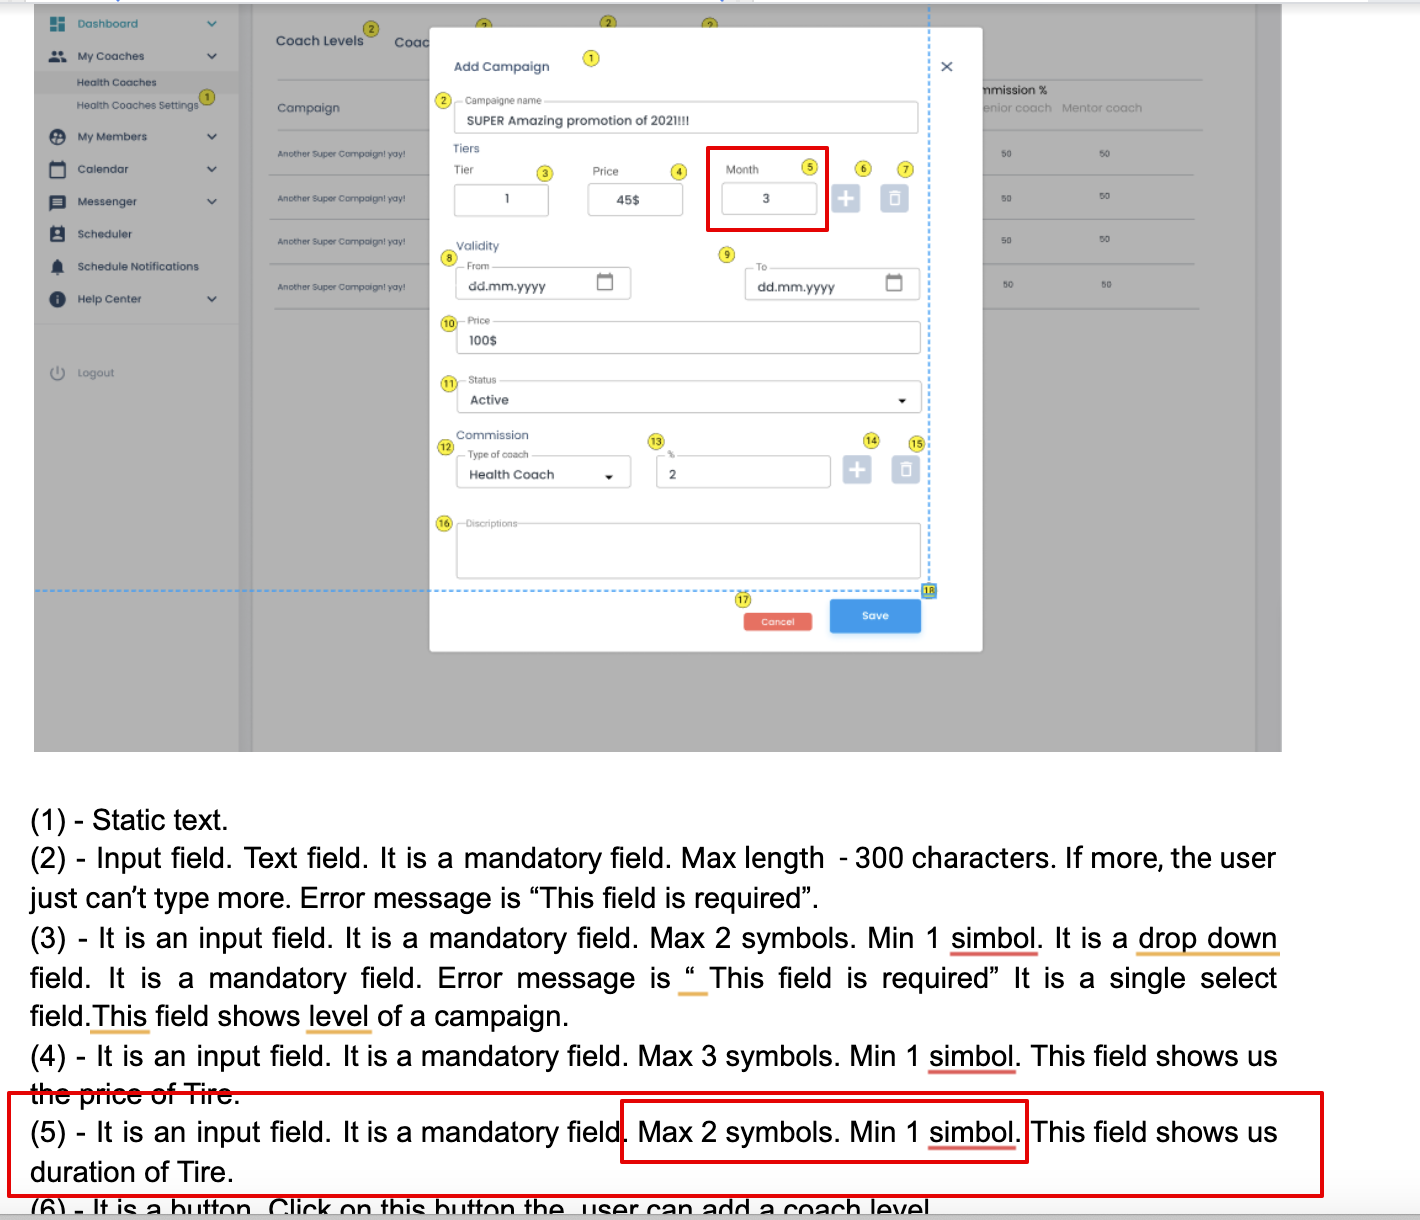 Dashboard
My Coaches
Health Coaches
Health Coaches Settings 1
My Members
Calendar
Messenger
Scheduler
Schedule Notifications
Help Center
Logout
Coach Levels 2 Coac 2 2 2
Campaign
Another Super Campaign! yay!
Another Super Campaign! yay!
Another Super Campaign! yay!
Another Super Campaign! yay!
mmission %
enior coach Mentor coach
50 50
50 50
50 50
50 50
Add Campaign 1
2 Campaigne name
SUPER Amazing promotion of 2021!!!
Tiers
Tier 3 Price 4 Month 5 6 7
1 45$ 3
Validity
8 From 9 To
dd.mm.yyyy dd.mm.yyyy
10 Price
100$
11 Status
Active
Commission
12 Type of coach 13 % 14 15
Health Coach 2
16 Discriptions
17 18
Cancel Save
(1) - Static text.
(2) - Input field. Text field. It is a mandatory field. Max length - 300 characters. If more, the user
just can’t type more. Error message is “This field is required”.
(3) - It is an input field. It is a mandatory field. Max 2 symbols. Min 1 simbol. It is a drop down
field. It is a mandatory field. Error message is “ This field is required” It is a single select
field.This field shows level of a campaign.
(4) - It is an input field. It is a mandatory field. Max 3 symbols. Min 1 simbol. This field shows us
the price of Tire.
(5) - It is an input field. It is a mandatory field. Max 2 symbols. Min 1 simbol. This field shows us
duration of Tire.
(6) - It is a button. Click on this button the user can add a coach level